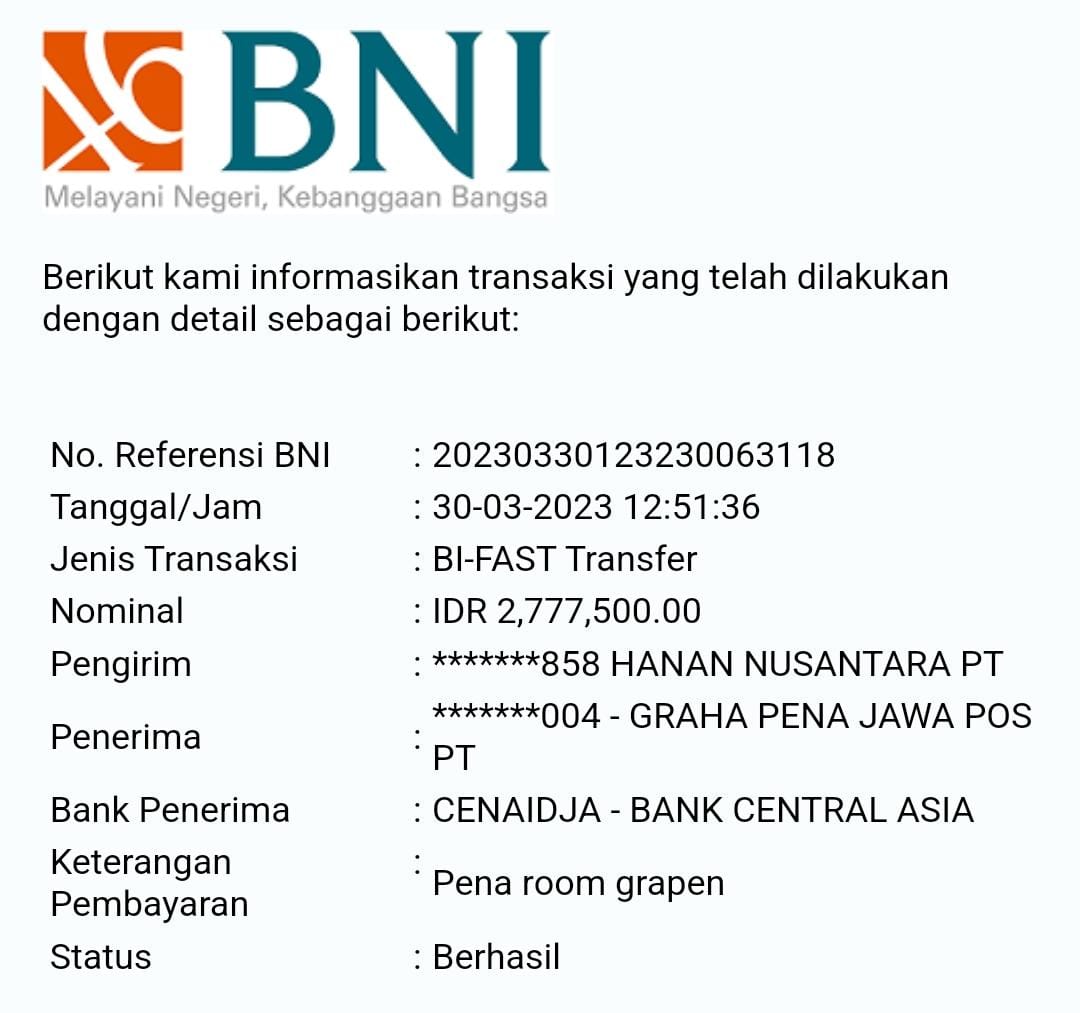 BNI
Melayani Negeri, Kebanggaan Bangsa
Berikut kami informasikan transaksi yang telah dilakukan
dengan detail sebagai berikut:
No. Referensi BNI : 20230330123230063118
Tanggal/Jam : 30-03-2023 12:51:36
Jenis Transaksi : BI-FAST Transfer
Nominal : IDR 2,777,500.00
Pengirim : *******858 HANAN NUSANTARA PT
Penerima : *******004 - GRAHA PENA JAWA POS
PT
Bank Penerima : CENAIDJA - BANK CENTRAL ASIA
Keterangan
Pembayaran : Pena room grapen
Status : Berhasil